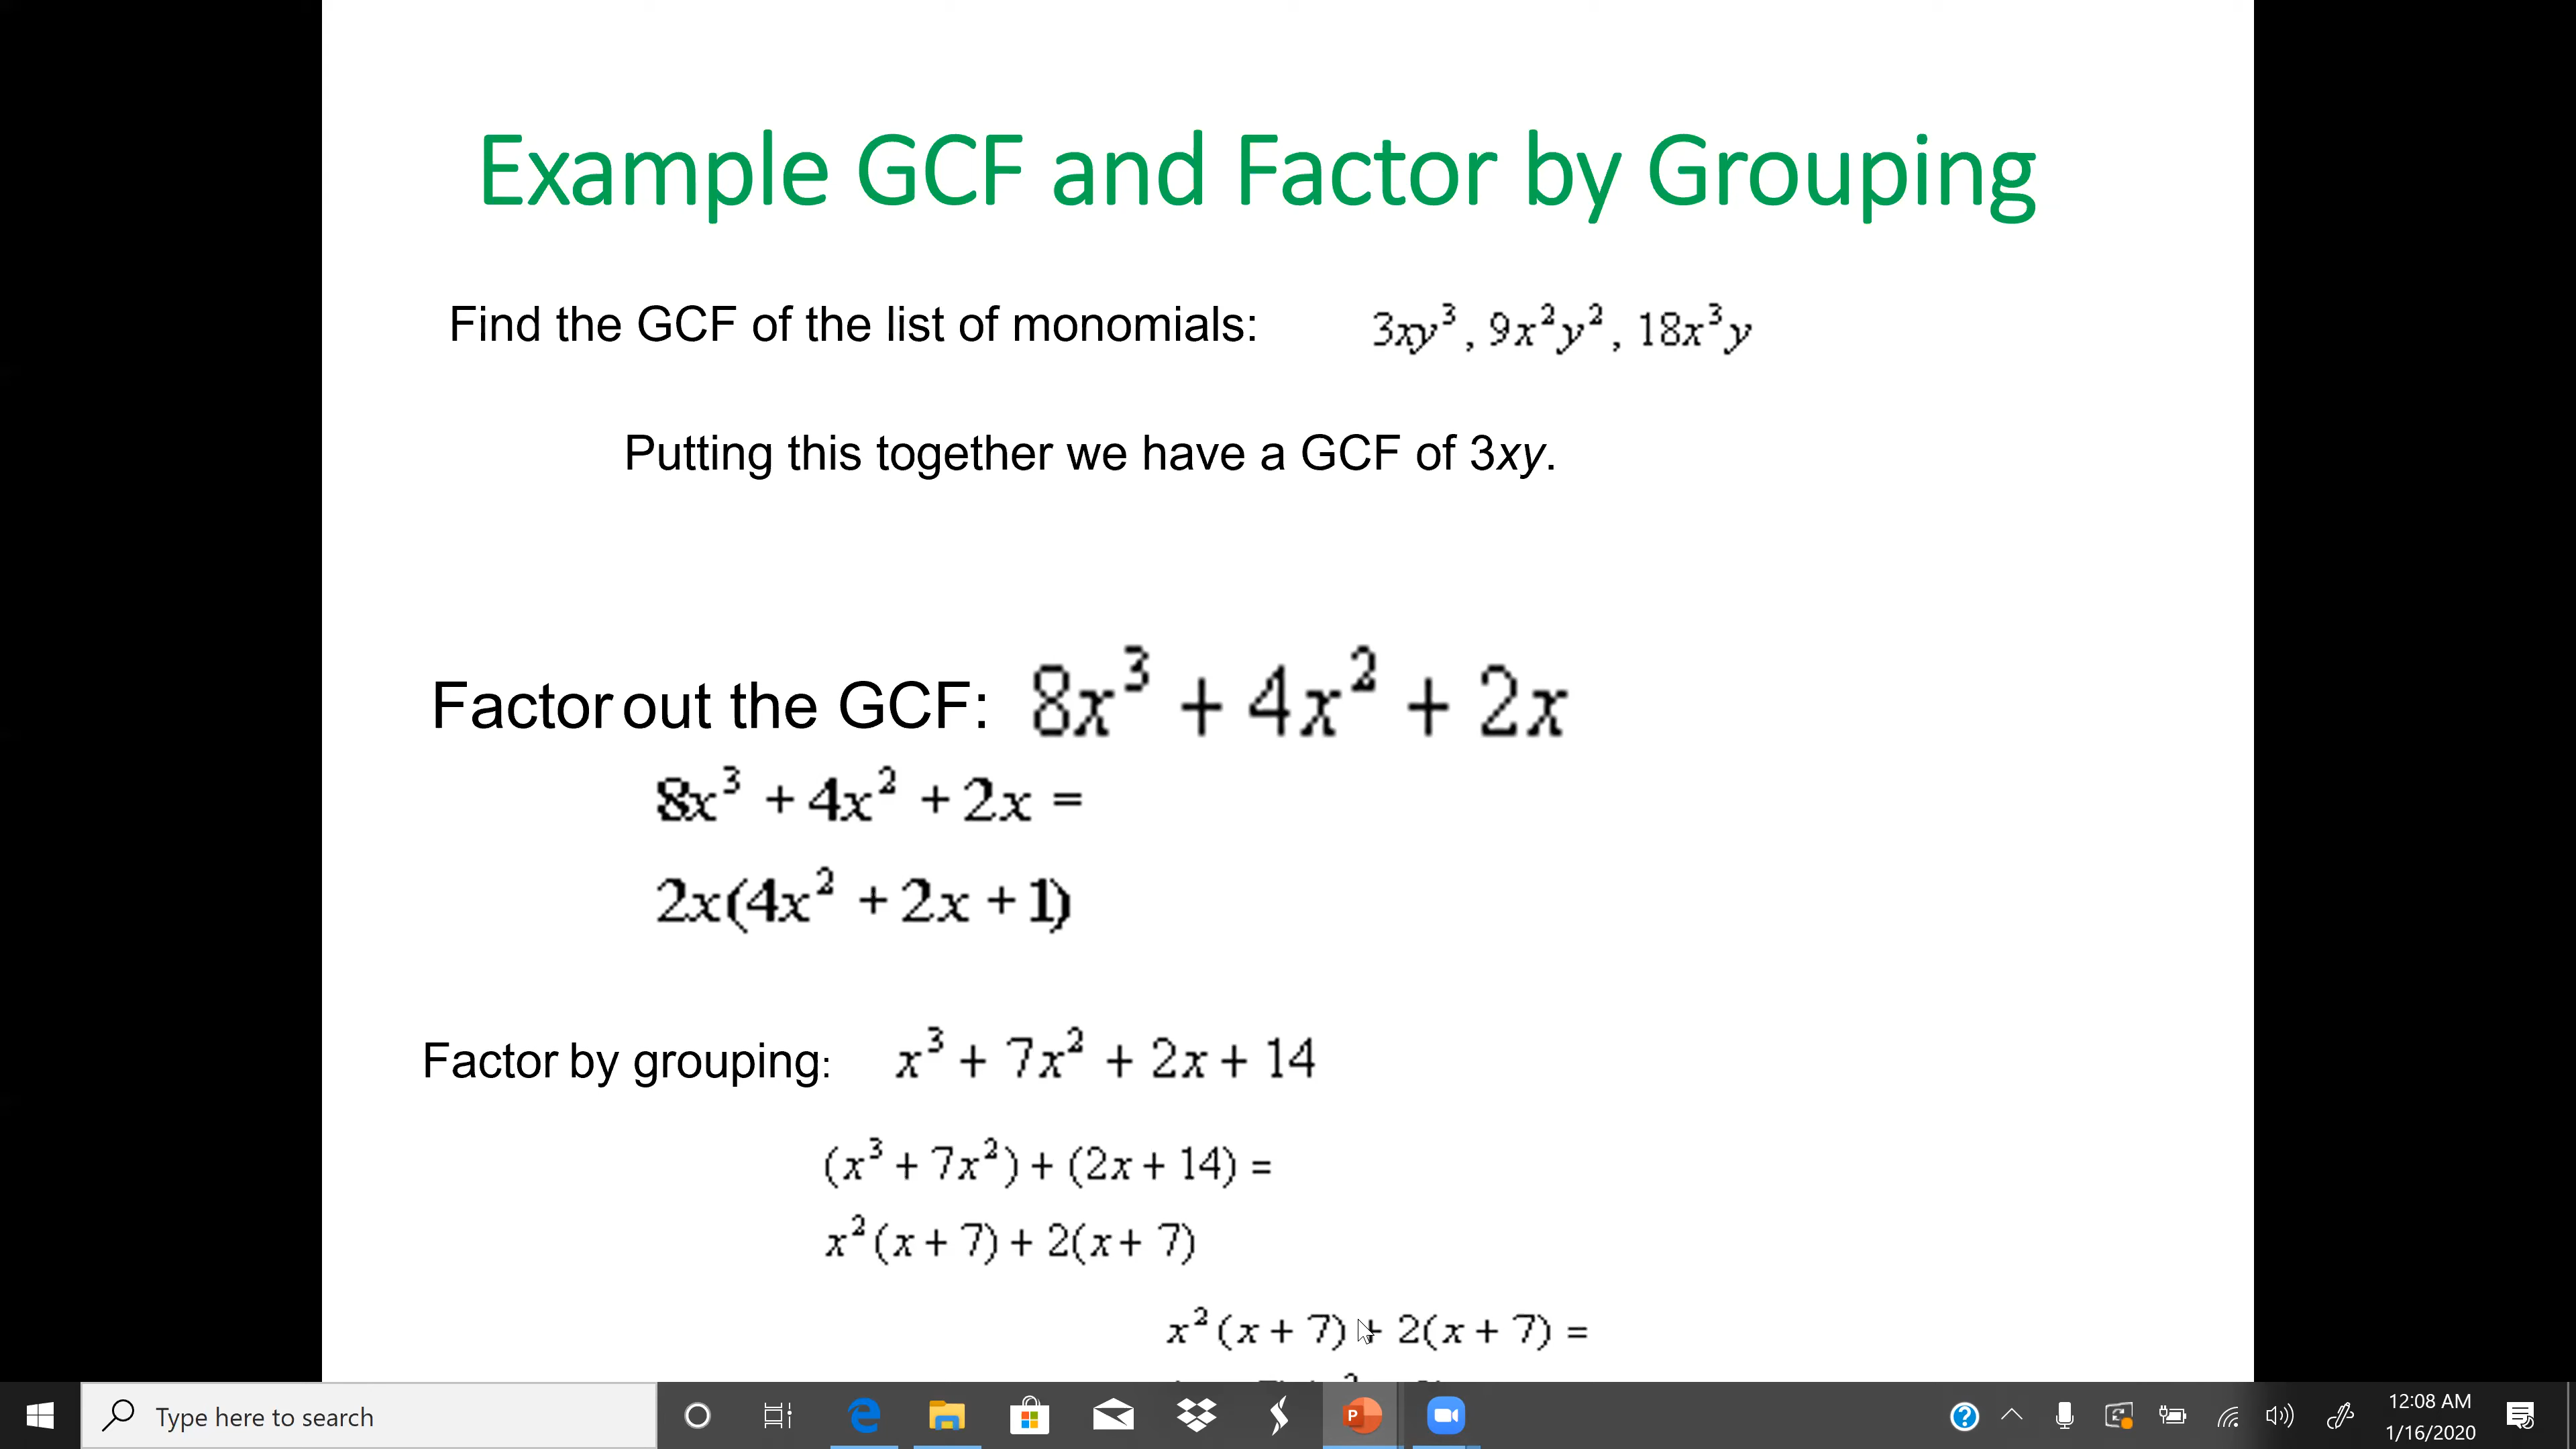 Example GCF and Factor by Grouping
Find the GCF of the list of monomials: 3xy³, 9x²y², 18x³y
Putting this together we have a GCF of 3xy.
Factor out the GCF: 8x³ + 4x² + 2x
8x³ + 4x² + 2x =
2x(4x² + 2x + 1)
Factor by grouping: x³ + 7x² + 2x + 14
(x³ + 7x²) + (2x + 14) =
x²(x + 7) + 2(x + 7)
x²(x + 7) + 2(x + 7) =
Type here to search
12:08 AM
1/16/2020